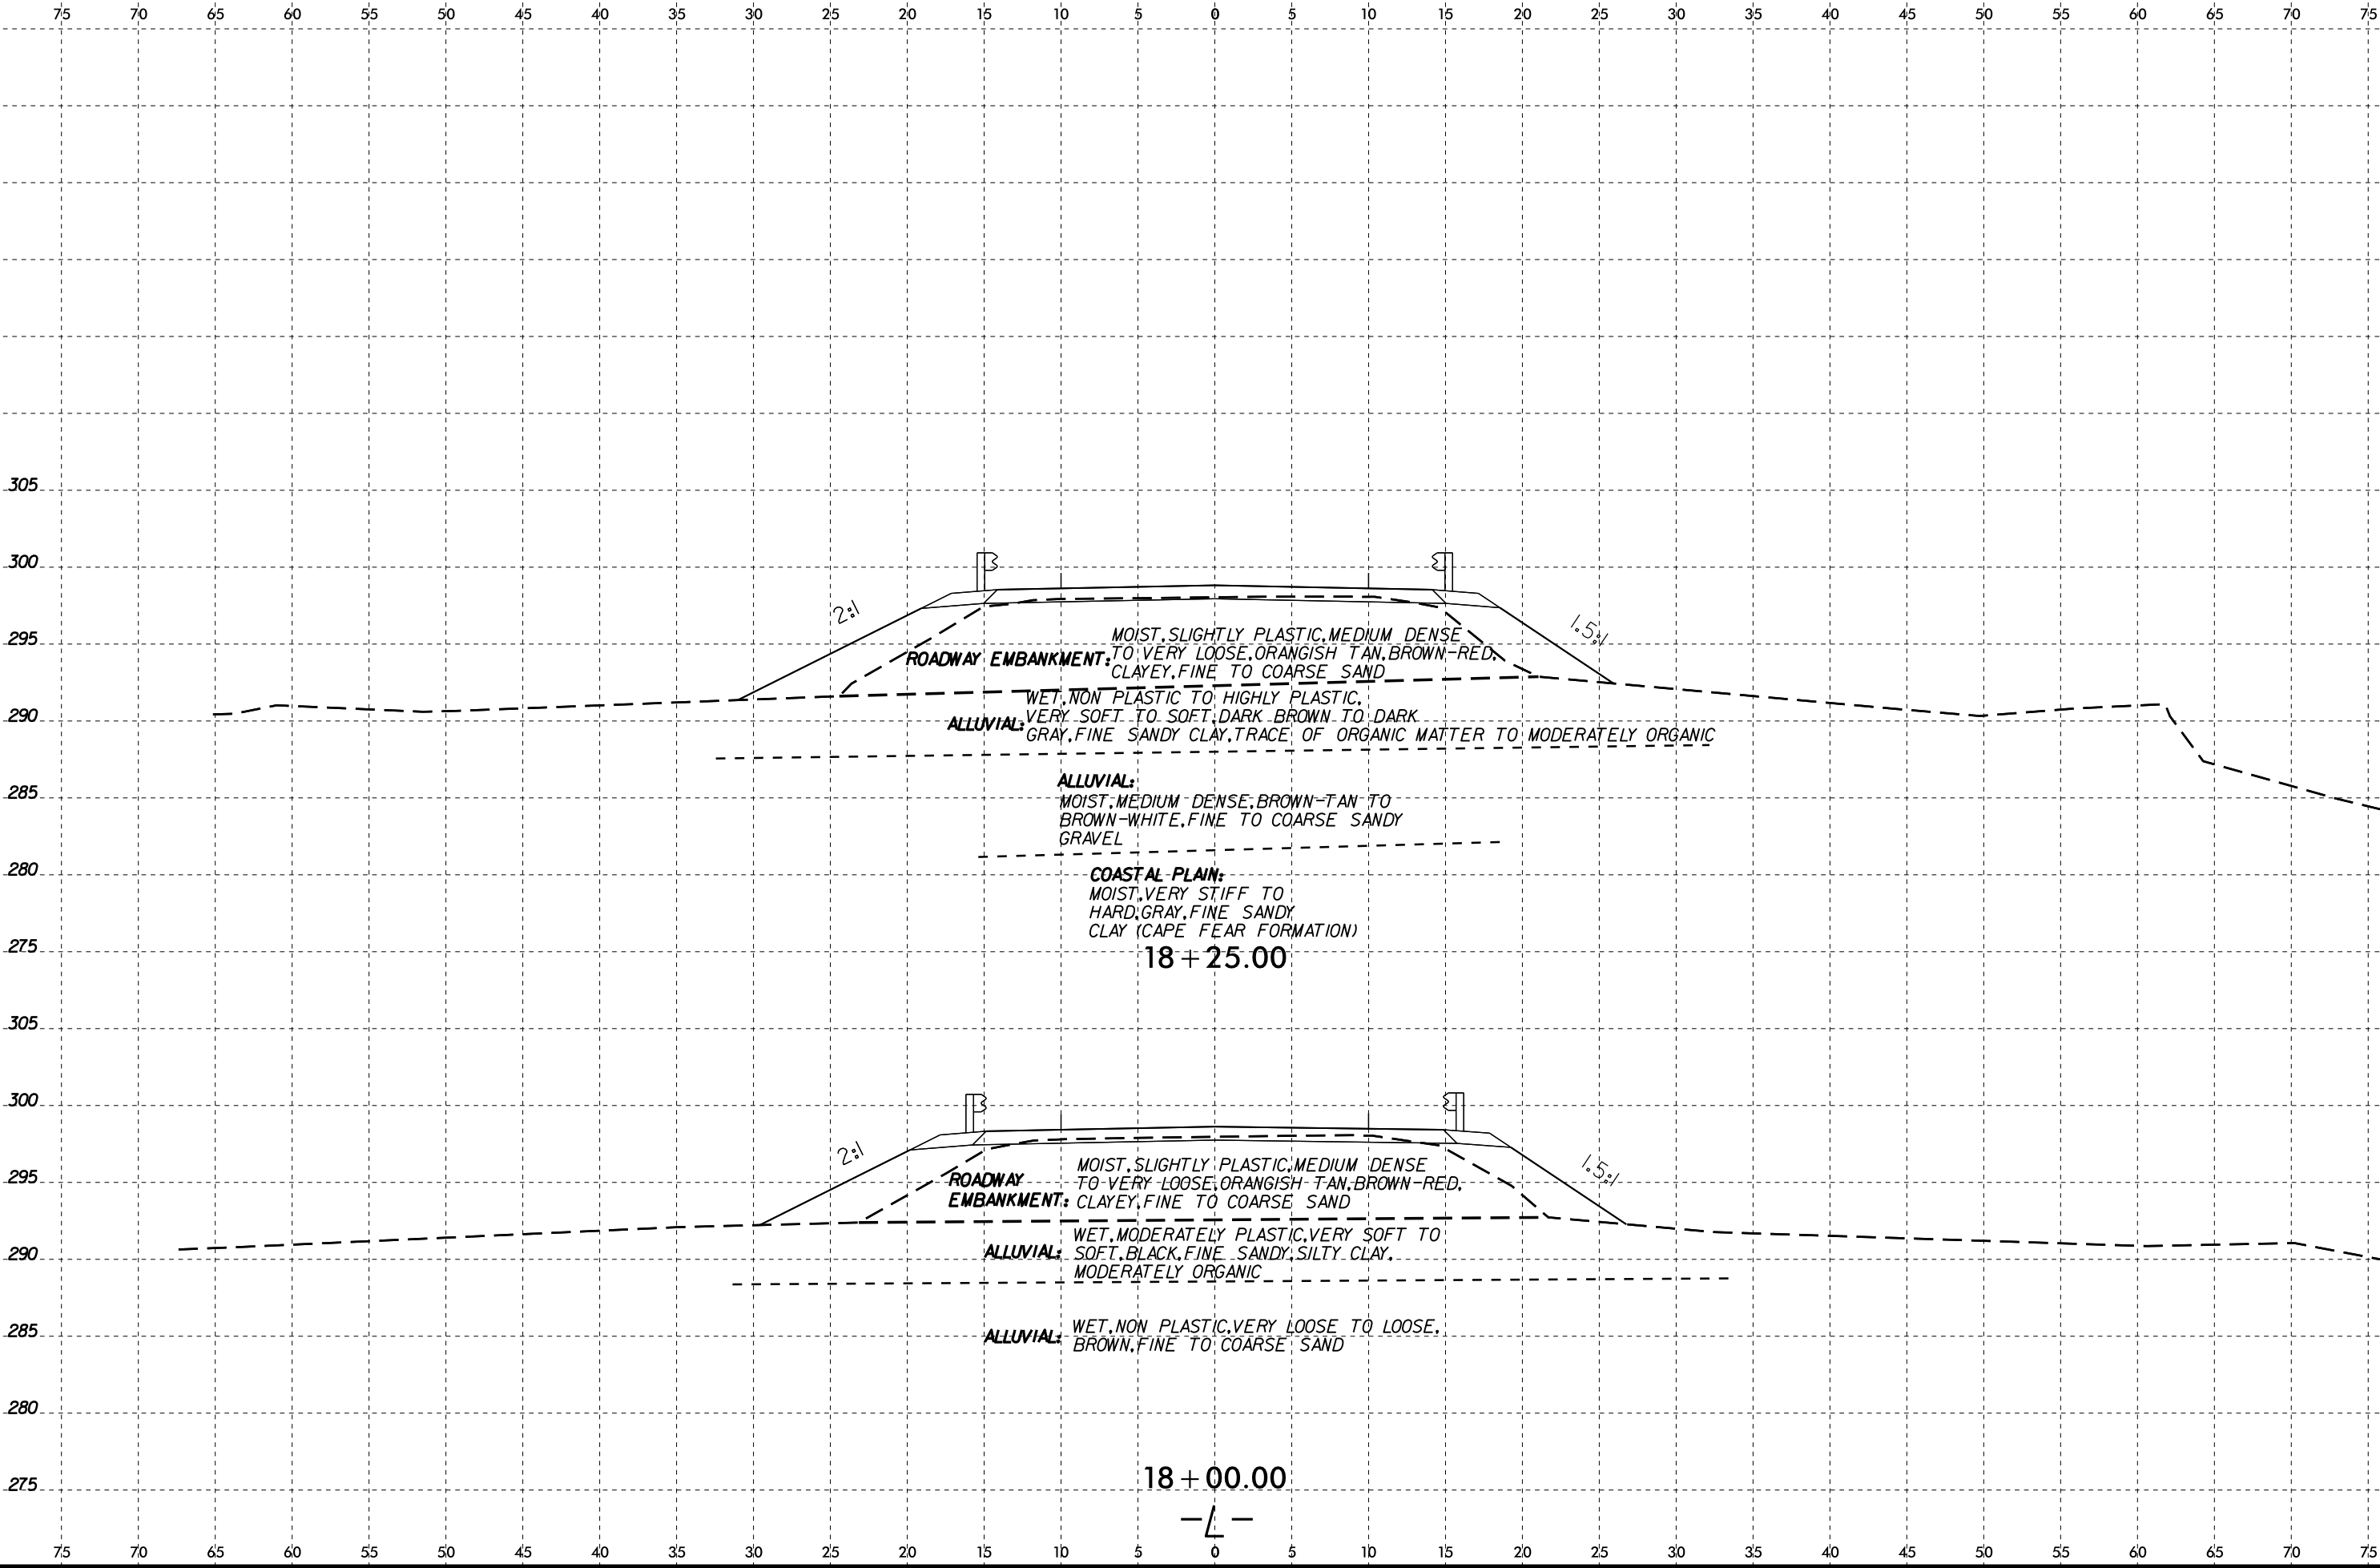 75 70 65 60 55 50 45 40 35 30 25 20 15 10 5 0 5 10 15 20 25 30 35 40 45 50 55 60 65 70 75
305
300
2:1
1.5:1
295
ROADWAY EMBANKMENT:
MOIST,SLIGHTLY PLASTIC,MEDIUM DENSE
TO VERY LOOSE,ORANGISH TAN,BROWN-RED,
CLAYEY,FINE TO COARSE SAND
290
ALLUVIAL:
WET,NON PLASTIC TO HIGHLY PLASTIC,
VERY SOFT TO SOFT,DARK BROWN TO DARK
GRAY,FINE SANDY CLAY,TRACE OF ORGANIC MATTER TO MODERATELY ORGANIC
285
ALLUVIAL:
MOIST,MEDIUM DENSE,BROWN-TAN TO
BROWN-WHITE,FINE TO COARSE SANDY
GRAVEL
280
COASTAL PLAIN:
MOIST,VERY STIFF TO
HARD,GRAY,FINE SANDY
CLAY (CAPE FEAR FORMATION)
275
18+25.00
305
300
2:1
1.5:1
295
ROADWAY
EMBANKMENT:
MOIST,SLIGHTLY PLASTIC,MEDIUM DENSE
TO VERY LOOSE,ORANGISH TAN,BROWN-RED,
CLAYEY,FINE TO COARSE SAND
290
ALLUVIAL:
WET,MODERATELY PLASTIC,VERY SOFT TO
SOFT,BLACK,FINE SANDY,SILTY CLAY,
MODERATELY ORGANIC
285
ALLUVIAL:
WET,NON PLASTIC,VERY LOOSE TO LOOSE,
BROWN,FINE TO COARSE SAND
280
275
18+00.00
-L-
75 70 65 60 55 50 45 40 35 30 25 20 15 10 5 0 5 10 15 20 25 30 35 40 45 50 55 60 65 70 75